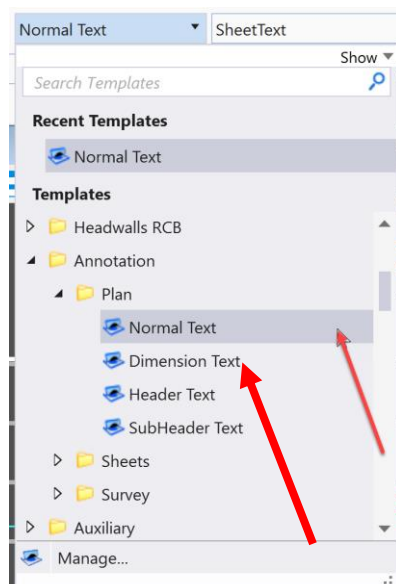 Normal Text SheetText
Show
Search Templates
Recent Templates
Normal Text
Templates
Headwalls RCB
Annotation
Plan
Normal Text
Dimension Text
Header Text
SubHeader Text
Sheets
Survey
Auxiliary
Manage...